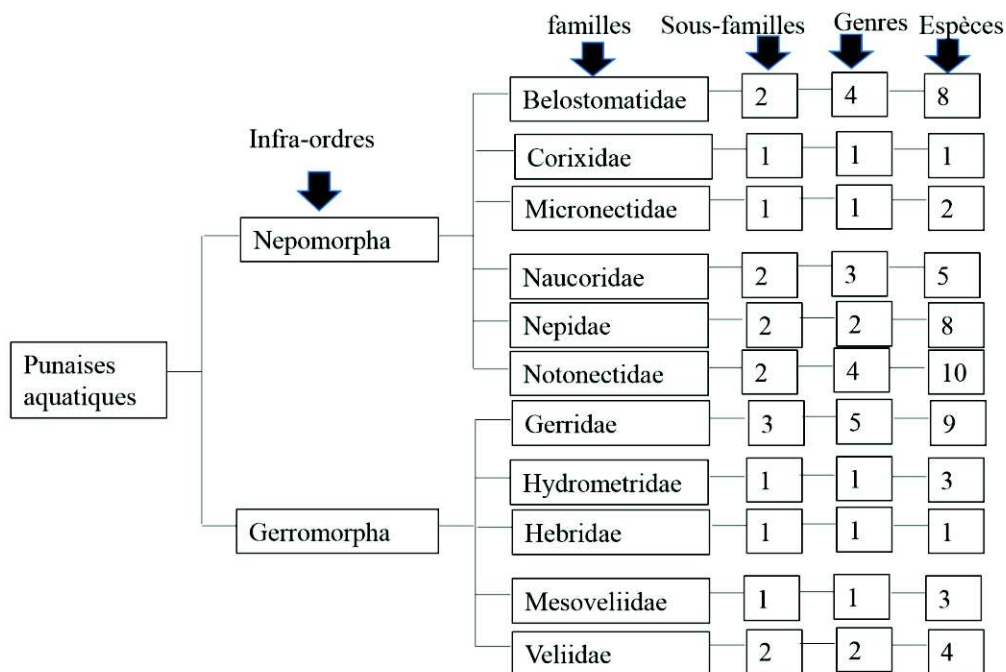 familles Sous-familles Genres Espèces
Belostomatidae 2 4 8
Infra-ordres
Corixidae 1 1 1
Micronectidae 1 1 2
Nepomorpha
Naucoridae 2 3 5
Nepidae 2 2 8
Punaises
aquatiques
Notonectidae 2 4 10
Gerridae 3 5 9
Hydrometridae 1 1 3
Gerromorpha
Hebridae 1 1 1
Mesoveliidae 1 1 3
Veliidae 2 2 4